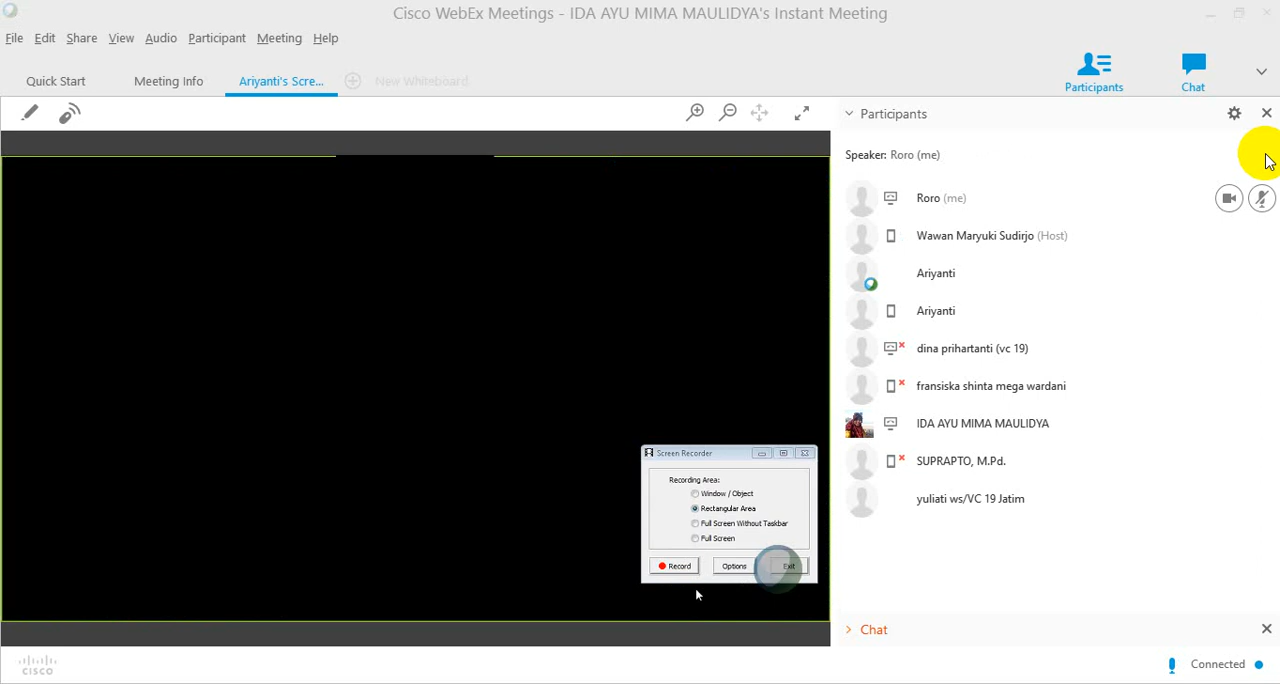 Cisco WebEx Meetings - IDA AYU MIMA MAULIDYA's Instant Meeting
File Edit Share View Audio Participant Meeting Help
Quick Start Meeting Info Ariyanti's Scre... New Whiteboard
Participants Chat
Participants
Speaker: Roro (me)
Roro (me)
Wawan Maryuki Sudirjo (Host)
Ariyanti
Ariyanti
dina prihartanti (vc 19)
fransiska shinta mega wardani
IDA AYU MIMA MAULIDYA
SUPRAPTO, M.Pd.
yuliati ws/VC 19 Jatim
Screen Recorder
Recording Area:
Window / Object
Rectangular Area
Full Screen Without Taskbar
Full Screen
Record Options Exit
Chat
cisco
Connected